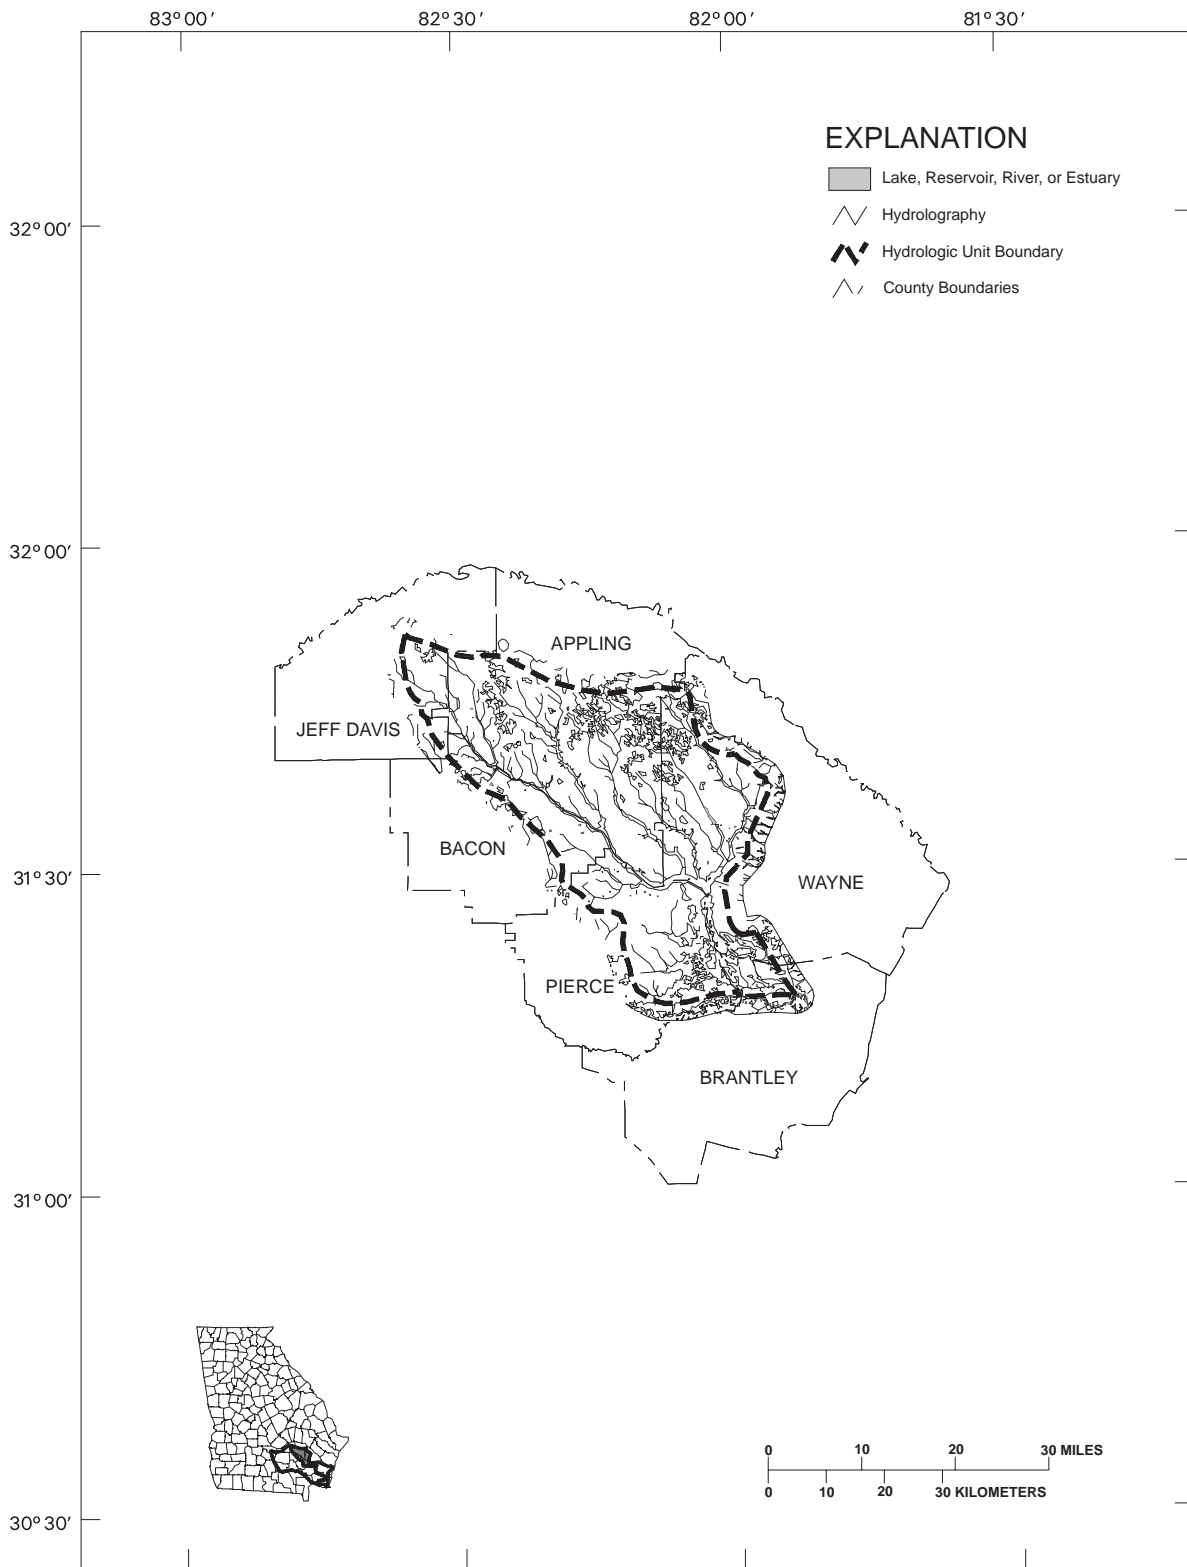 83° 00′ 82° 30′ 82° 00′ 81° 30′
EXPLANATION
Lake, Reservoir, River, or Estuary
Hydrolography
Hydrologic Unit Boundary
County Boundaries
32° 00′
32° 00′
APPLING
JEFF DAVIS
BACON
31° 30′
WAYNE
PIERCE
BRANTLEY
31° 00′
0 10 20 30 MILES
0 10 20 30 KILOMETERS
30° 30′